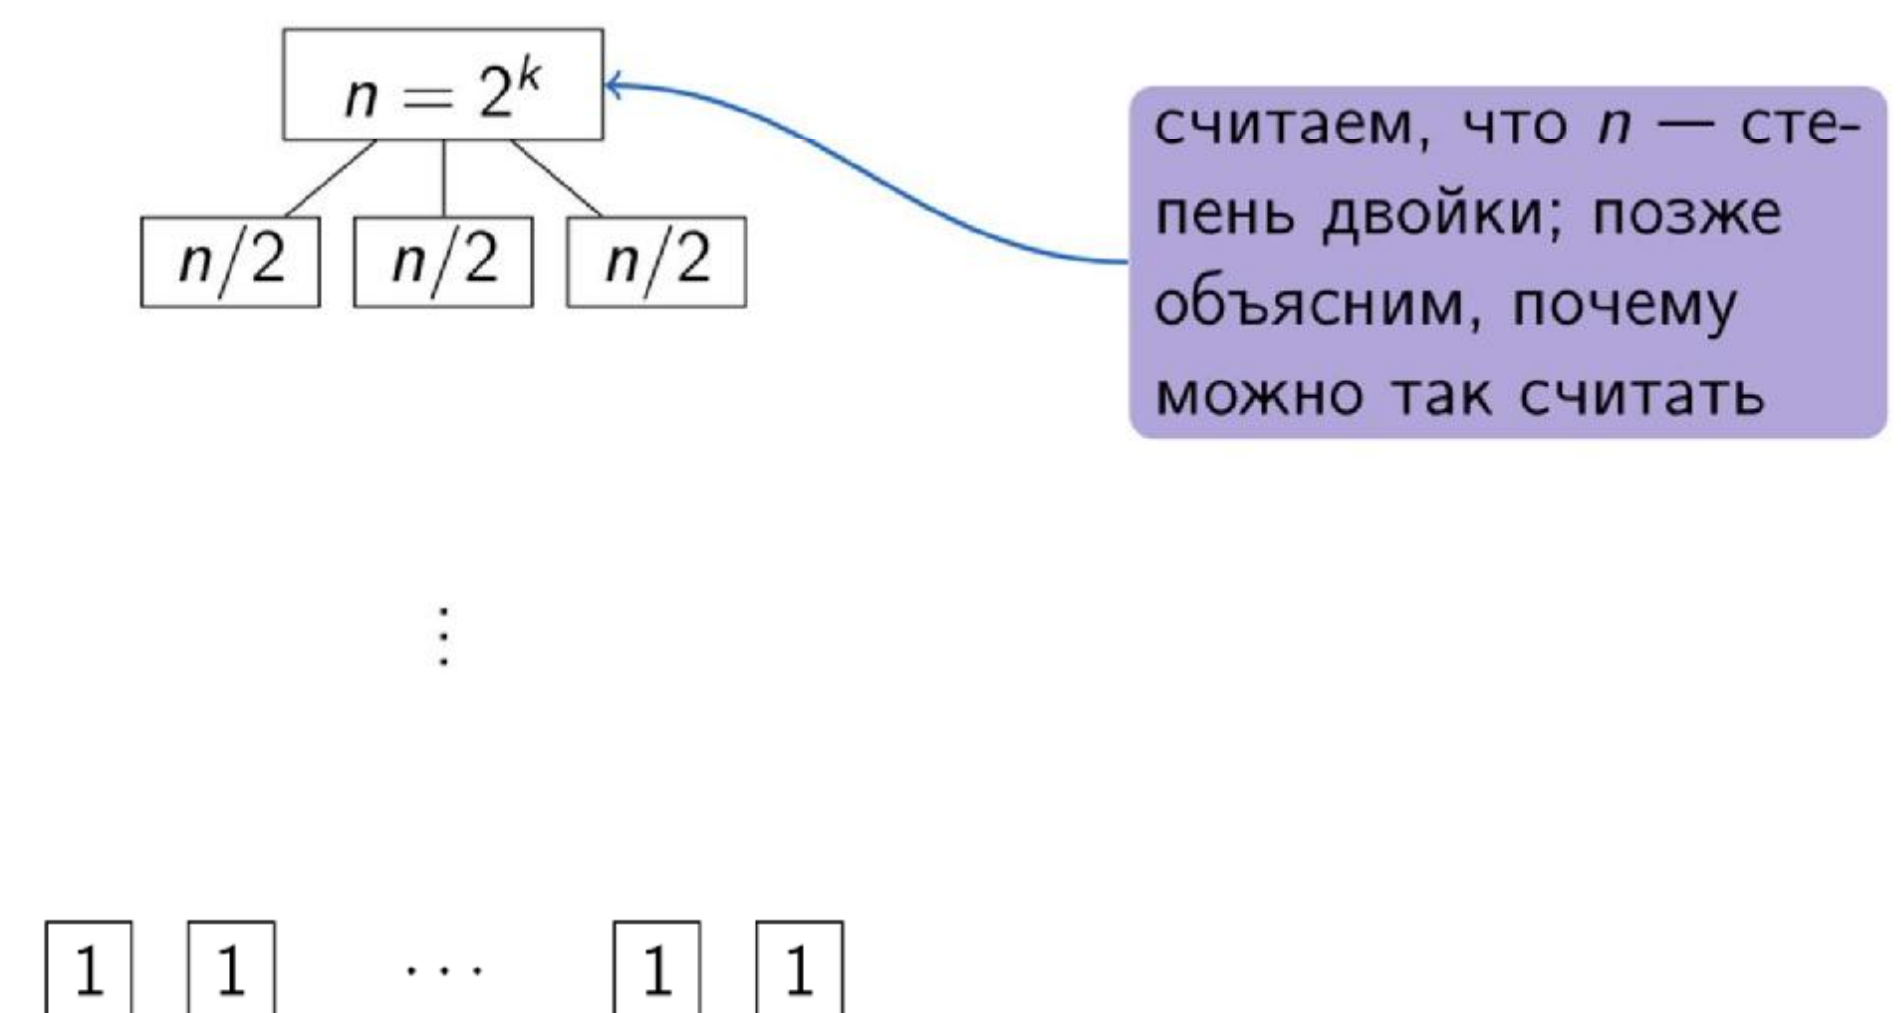 n = 2^k
считаем, что n — сте-
пень двойки; позже
объясним, почему
можно так считать
n/2 n/2 n/2
⋮
1 1 ⋯ 1 1